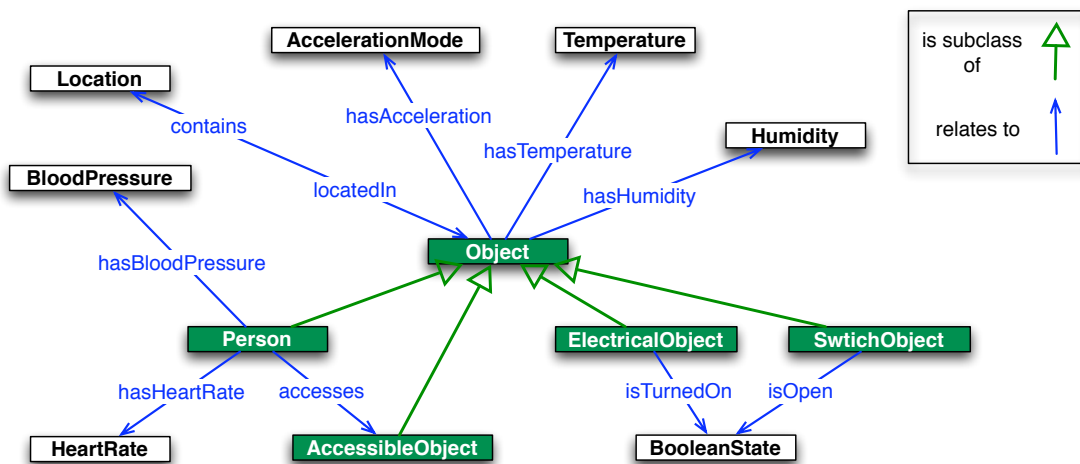 AccelerationMode
Temperature
is subclass
of
Location
hasAcceleration
contains
relates to
Humidity
hasTemperature
BloodPressure
locatedIn
hasHumidity
Object
hasBloodPressure
Person
ElectricalObject
SwtichObject
hasHeartRate
accesses
isTurnedOn
isOpen
HeartRate
AccessibleObject
BooleanState